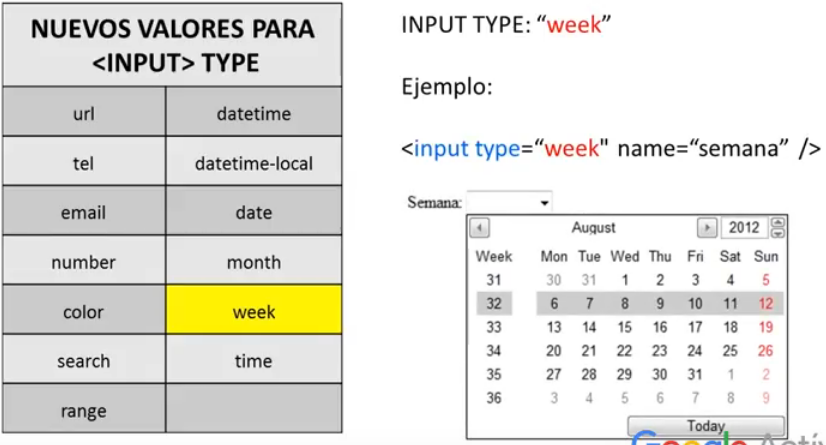 NUEVOS VALORES PARA
<INPUT> TYPE
url datetime
tel datetime-local
email date
number month
color week
search time
range
INPUT TYPE: “week”
Ejemplo:
<input type=“week" name=“semana” />
Semana:
August 2012
Week Mon Tue Wed Thu Fri Sat Sun
31 30 31 1 2 3 4 5
32 6 7 8 9 10 11 12
33 13 14 15 16 17 18 19
34 20 21 22 23 24 25 26
35 27 28 29 30 31 1 2
36 3 4 5 6 7 8 9
Today
Google